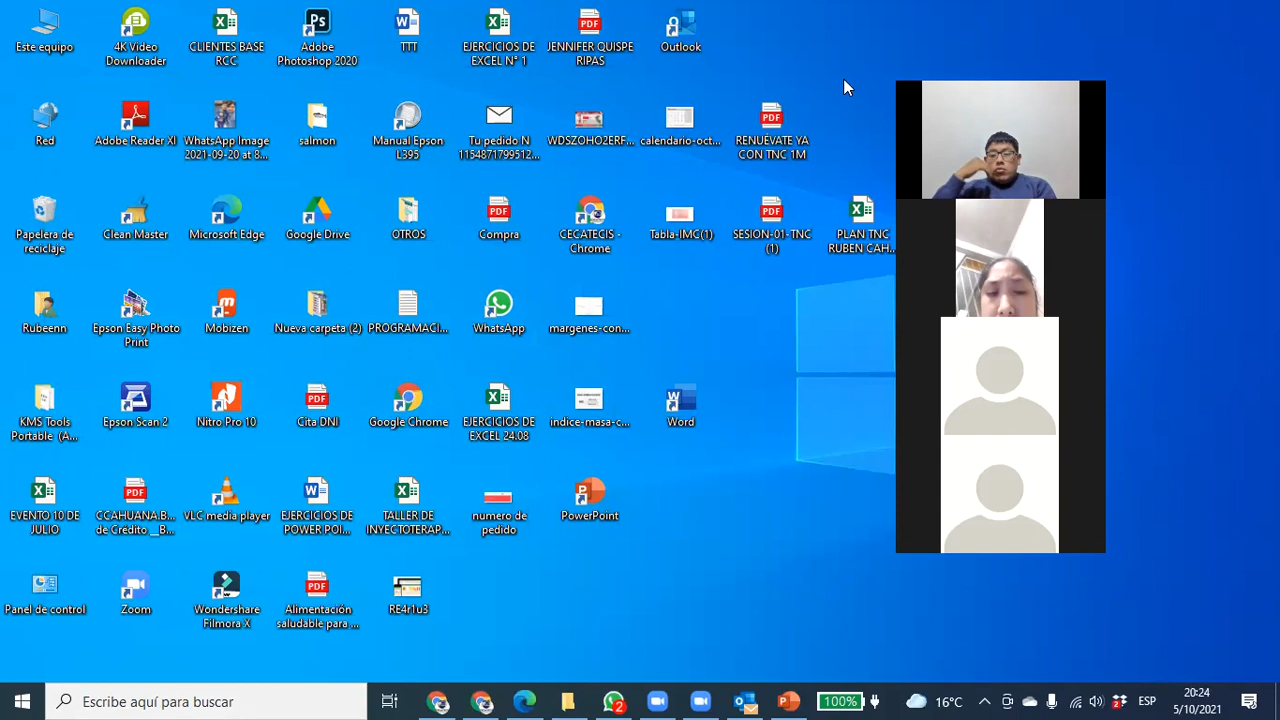 Este equipo
4K Video
Downloader
CLIENTES BASE
RCC
Adobe
Photoshop 2020
TTT
EJERCICIOS DE
EXCEL N° 1
JENNIFER QUISPE
RIPAS
Outlook
Red
Adobe Reader XI
WhatsApp Image
2021-09-20 at 8...
salmon
Manual Epson
L395
Tu pedido N
1154871799512...
WDSZOHO2ERF...
calendario-oct...
RENUÉVATE YA
CON TNC 1M
Papelera de
reciclaje
Clean Master
Microsoft Edge
Google Drive
OTROS
Compra
CECATECIS -
Chrome
Tabla-IMC(1)
SESION-01-TNC
(1)
PLAN TNC
RUBEN CAH...
Rubeenn
Epson Easy Photo
Print
Mobizen
Nueva carpeta (2)
PROGRAMACI...
WhatsApp
margenes-con...
KMS Tools
Portable (A...
Epson Scan 2
Nitro Pro 10
Cita DNI
Google Chrome
EJERCICIOS DE
EXCEL 24.08
indice-masa-c...
Word
EVENTO 10 DE
JULIO
CCAHUANA.B...
de Crédito __B...
VLC media player
EJERCICIOS DE
POWER POI...
TALLER DE
INYECTOTERAP...
numero de
pedido
PowerPoint
Panel de control
Zoom
Wondershare
Filmora X
Alimentación
saludable para ...
RE4r1u3
Escribe aquí para buscar
2
100%
16°C
ESP
20:24
5/10/2021